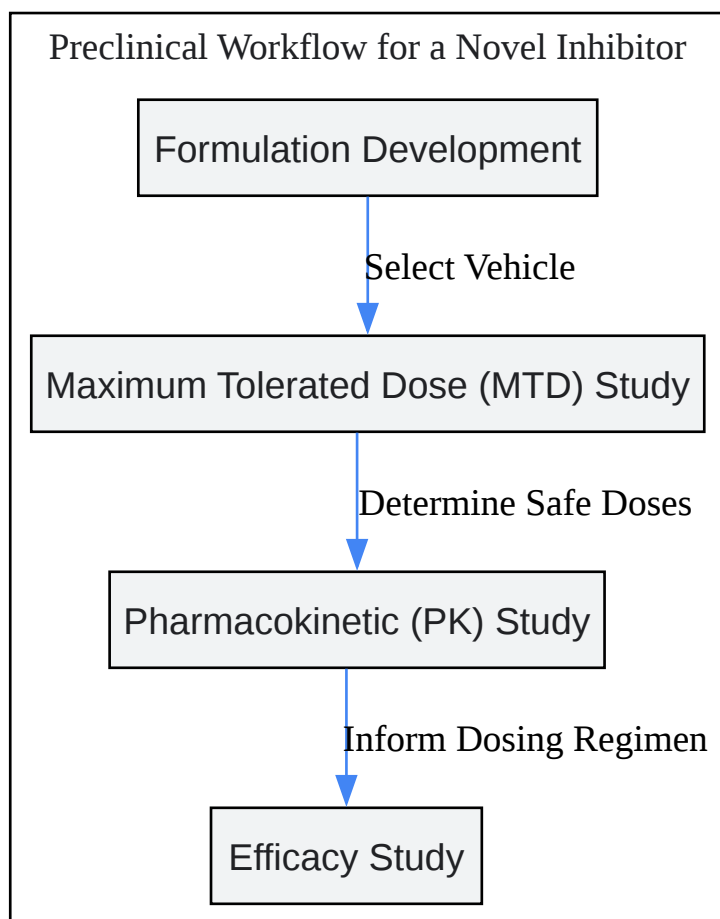 Preclinical Workflow for a Novel Inhibitor
Formulation Development
Select Vehicle
Maximum Tolerated Dose (MTD) Study
Determine Safe Doses
Pharmacokinetic (PK) Study
Inform Dosing Regimen
Efficacy Study